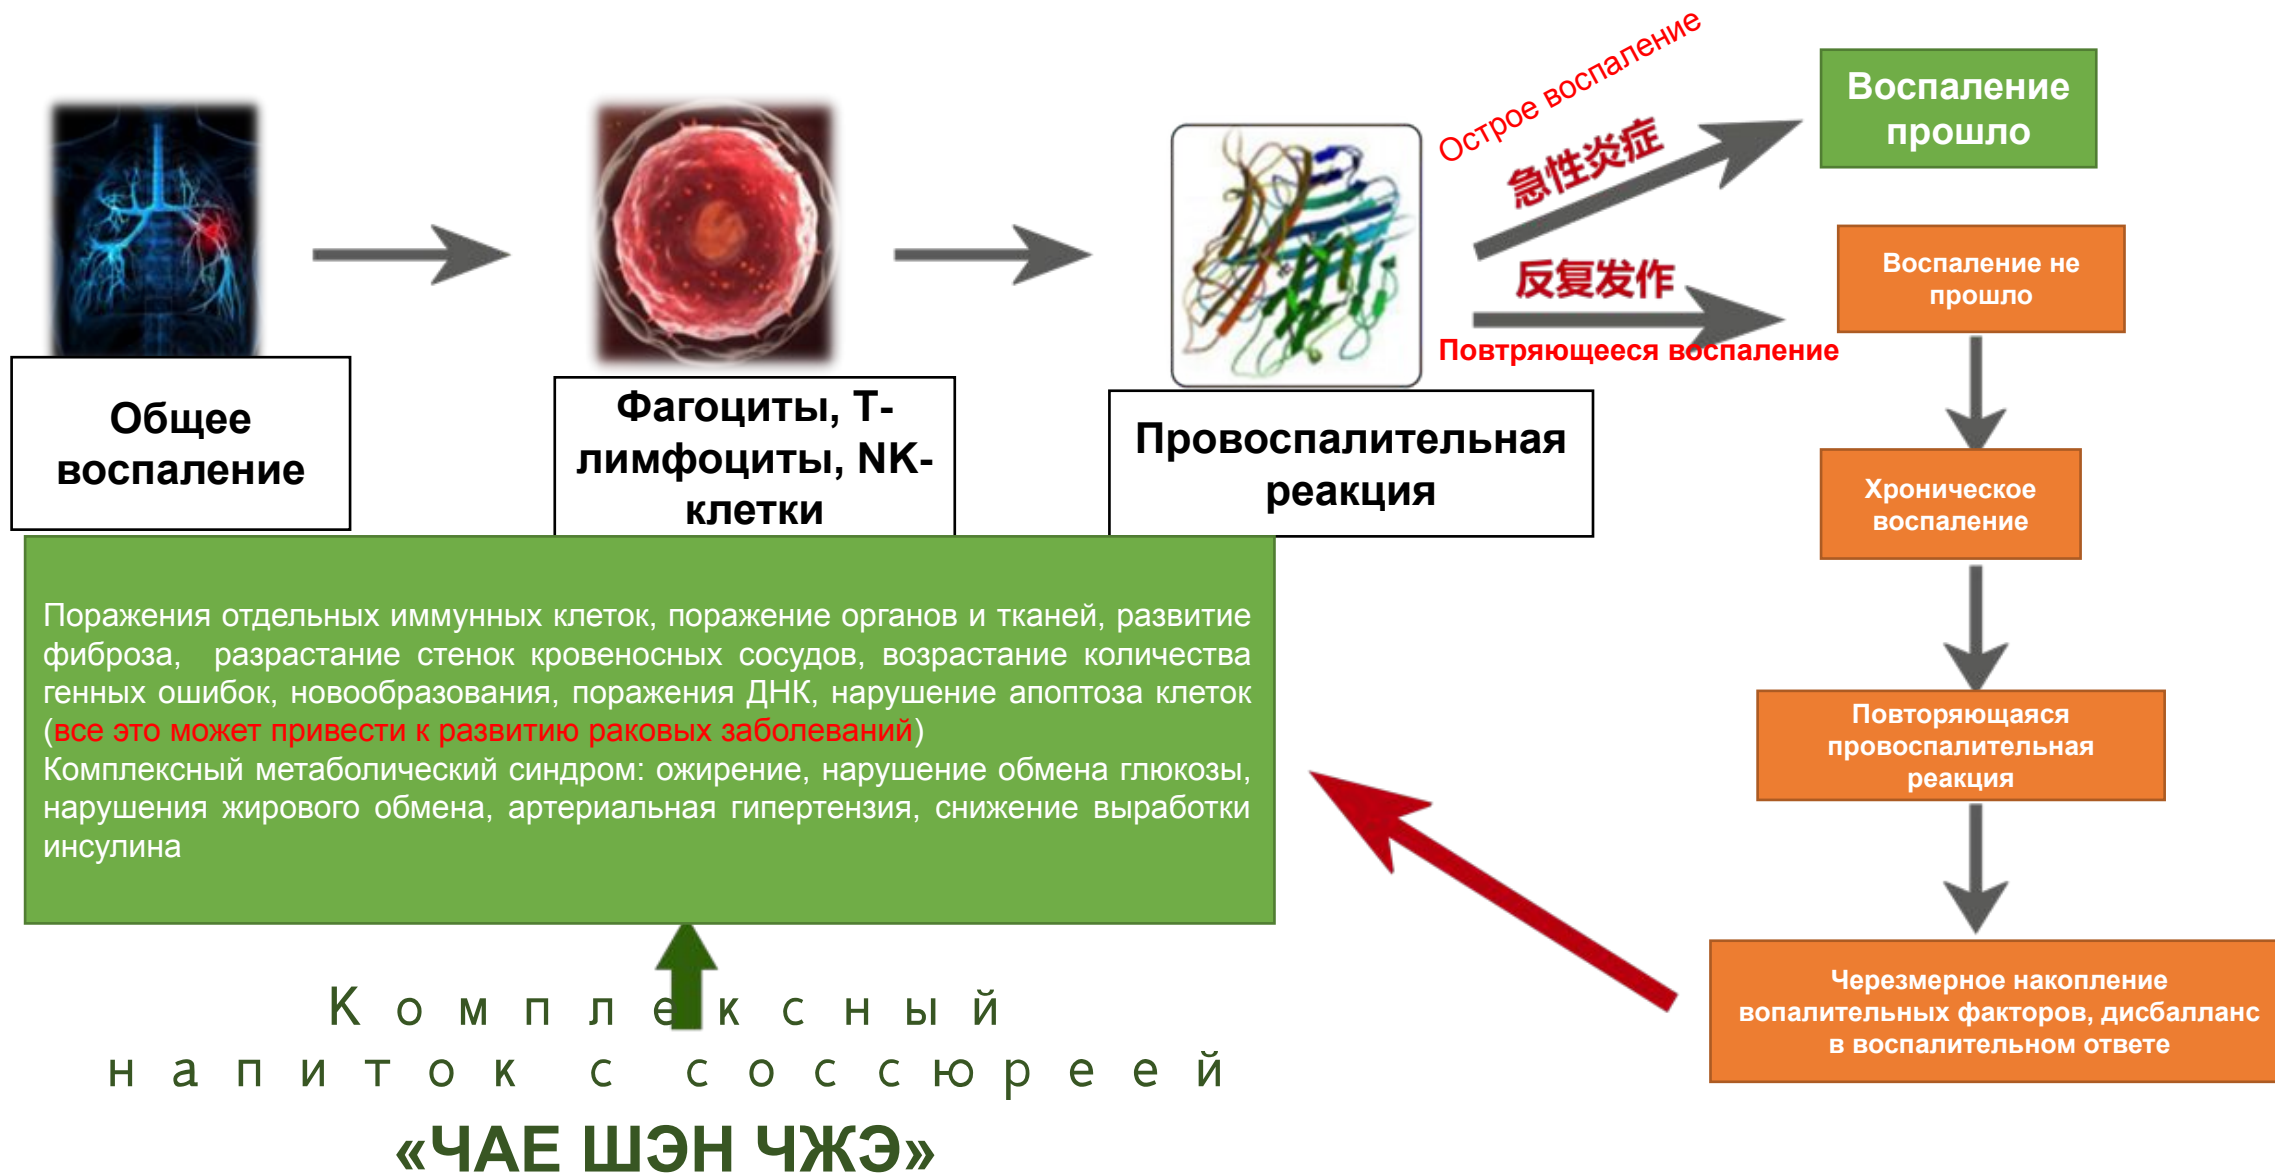 Общее
воспаление
Фагоциты, Т-
лимфоциты, NK-
клетки
Провоспалительная
реакция
Острое воспаление
急性炎症
反复发作
Повтряющееся воспаление
Воспаление
прошло
Воспаление не
прошло
Хроническое
воспаление
Повторяющаяся
провоспалительная
реакция
Черезмерное накопление
вопалительных факторов, дисбалланс
в воспалительном ответе
Поражения отдельных иммунных клеток, поражение органов и тканей, развитие
фиброза, разрастание стенок кровеносных сосудов, возрастание количества
генных ошибок, новообразования, поражения ДНК, нарушение апоптоза клеток
(все это может привести к развитию раковых заболеваний)
Комплексный метаболический синдром: ожирение, нарушение обмена глюкозы,
нарушения жирового обмена, артериальная гипертензия, снижение выработки
инсулина
Комплексный
напиток с соссюреей
«ЧАЕ ШЭН ЧЖЭ»